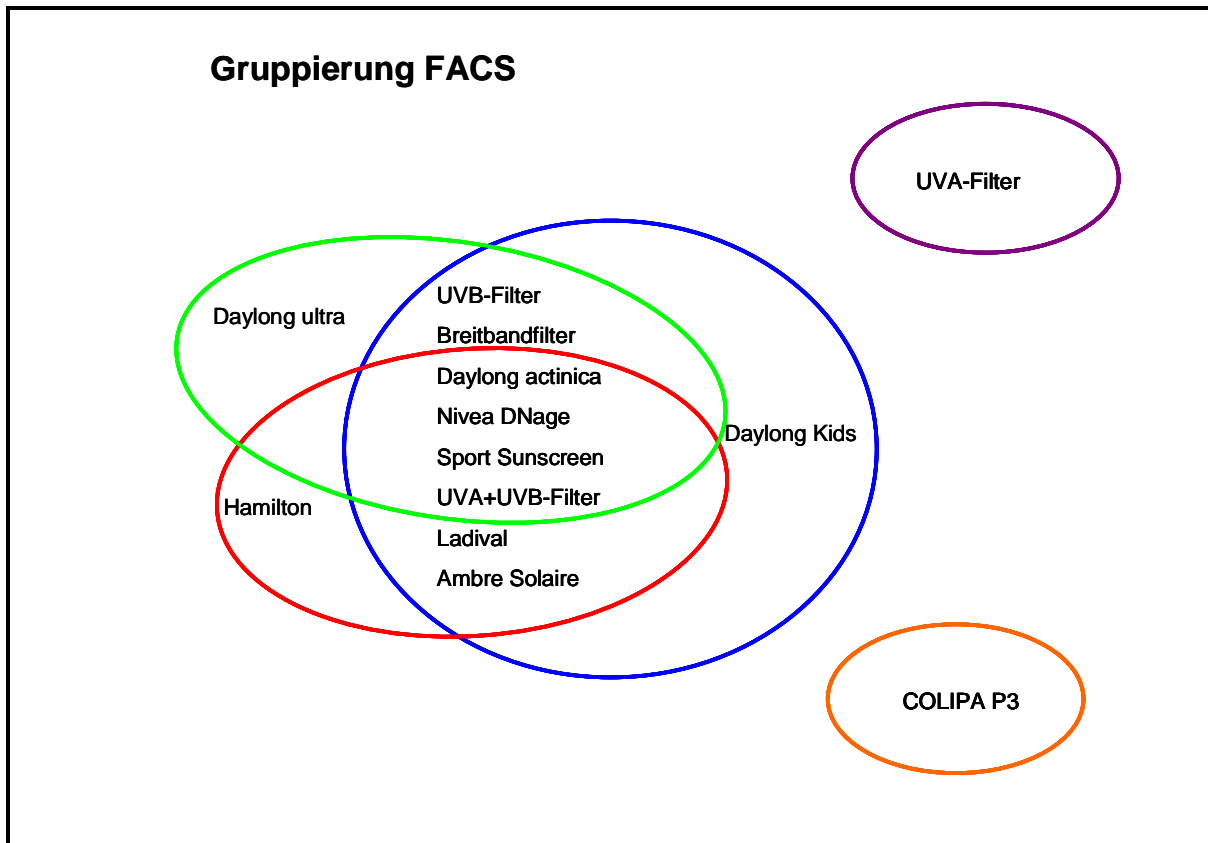 Gruppierung FACS
UVA-Filter
UVB-Filter
Daylong ultra
Breitbandfilter
Daylong actinica
Nivea DNage
Daylong Kids
Sport Sunscreen
UVA+UVB-Filter
Hamilton
Ladival
Ambre Solaire
COLIPA P3